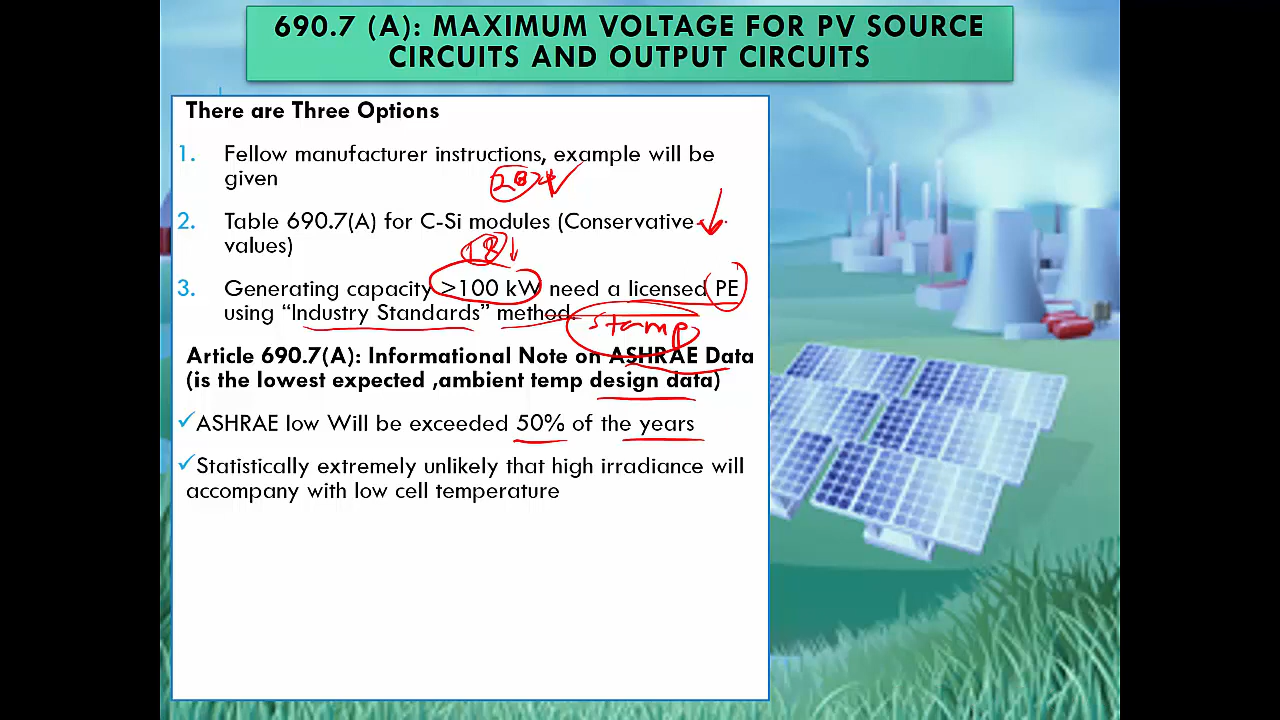 690.7 (A): MAXIMUM VOLTAGE FOR PV SOURCE
CIRCUITS AND OUTPUT CIRCUITS
There are Three Options
1. Fellow manufacturer instructions, example will be
given
2. Table 690.7(A) for C-Si modules (Conservative
values)
18
3. Generating capacity >100 kW need a licensed PE
using “Industry Standards” method.
stamp
Article 690.7(A): Informational Note on ASHRAE Data
(is the lowest expected ,ambient temp design data)
✓ASHRAE low Will be exceeded 50% of the years
✓Statistically extremely unlikely that high irradiance will
accompany with low cell temperature